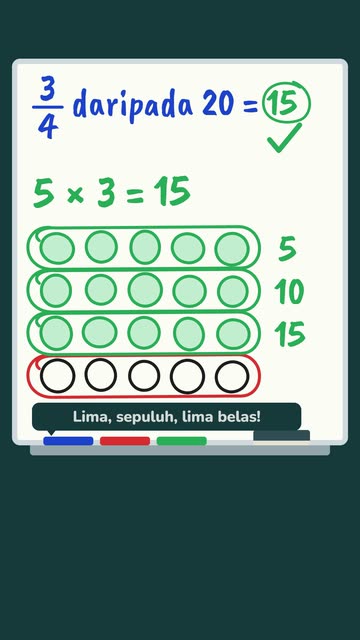 3/4 daripada 20 = 15
5 × 3 = 15
5
10
15
Lima, sepuluh, lima belas!